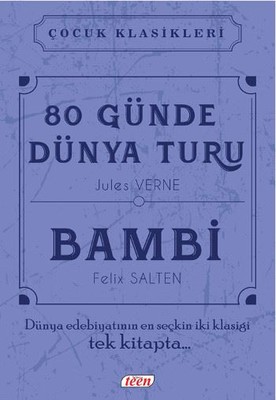 ÇOCUK KLASİKLERİ
80 GÜNDE
DÜNYA TURU
Jules VERNE
BAMBİ
Felix SALTEN
Dünya edebiyatının en seçkin iki klasiği
tek kitapta...
teen